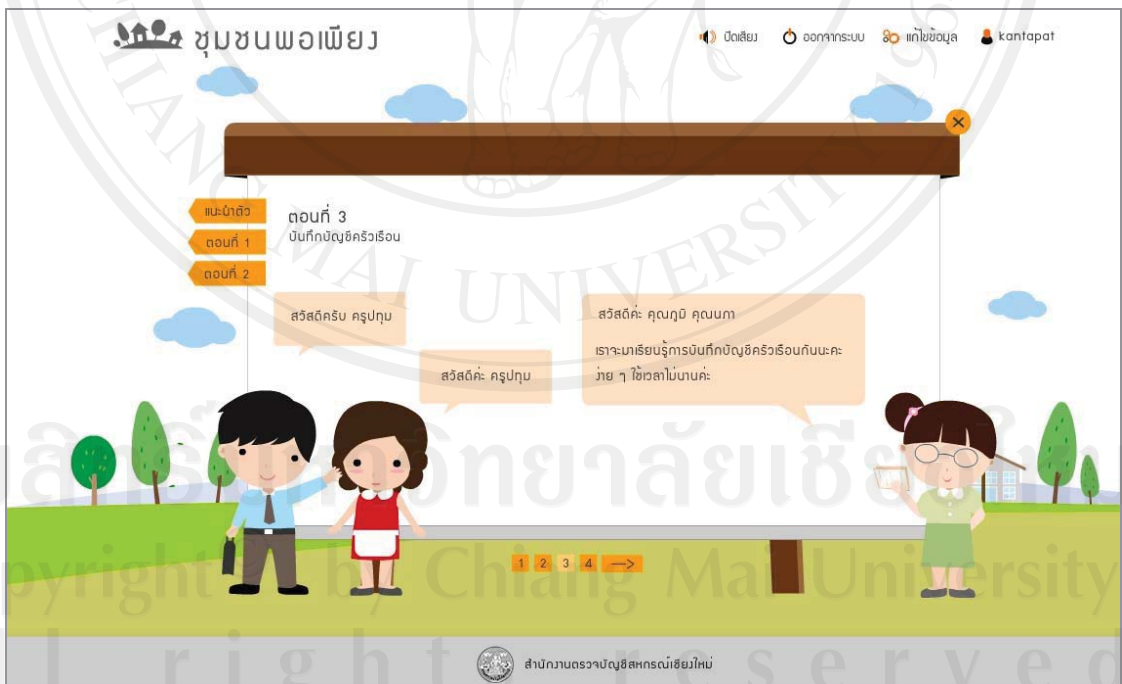 ชุมชนพอเพียง
ปิดเสียง ออกจากระบบ แก้ไขข้อมูล kantapat
แนะนำตัว
ตอนที่ 1
ตอนที่ 2
ตอนที่ 3
บันทึกบัญชีครัวเรือน
สวัสดีครับ ครูปทุม
สวัสดีค่ะ ครูปทุม
สวัสดีค่ะ คุณภูมิ คุณนภา
เราจะมาเรียนรู้การบันทึกบัญชีครัวเรือนกันนะคะ
ง่าย ๆ ใช้เวลาไม่นานค่ะ
1 2 3 4
สำนักงานตรวจบัญชีสหกรณ์เชียงใหม่
CHIANG MAI UNIVERSITY 196
by Chiang Mai University